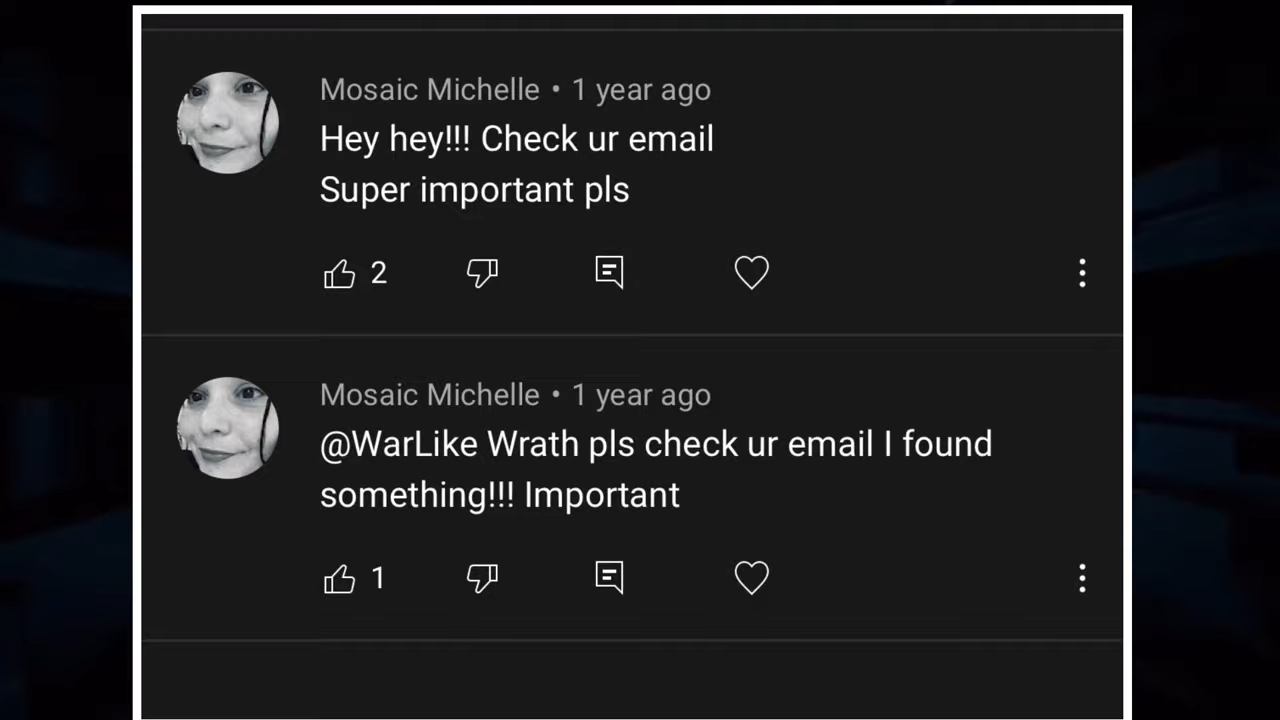 Mosaic Michelle • 1 year ago
Hey hey!!! Check ur email
Super important pls
2
Mosaic Michelle • 1 year ago
@WarLike Wrath pls check ur email I found
something!!! Important
1